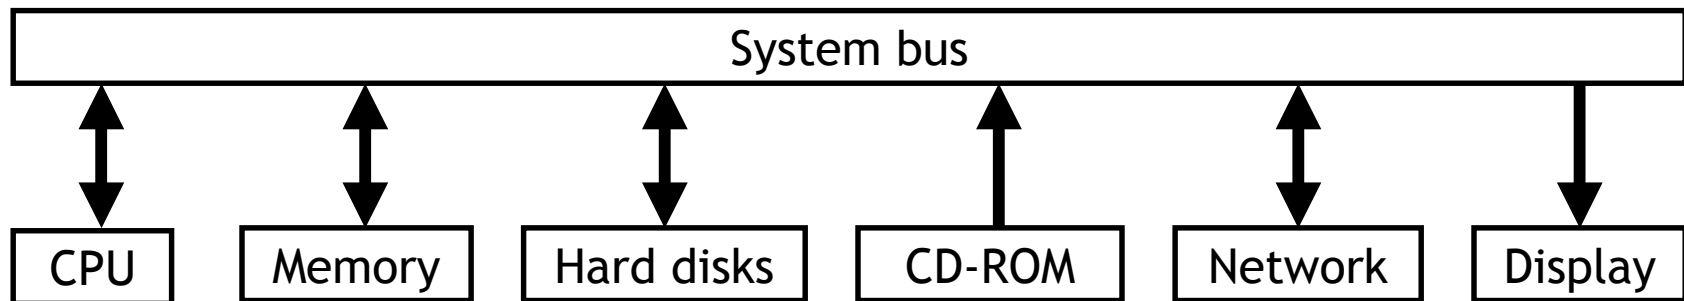 System bus
CPU
Memory
Hard disks
CD-ROM
Network
Display